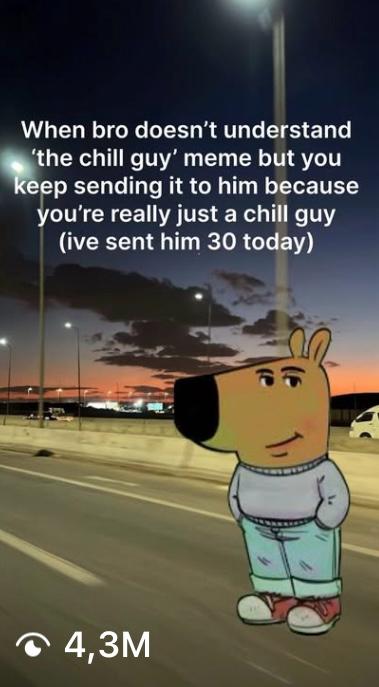 When bro doesn't understand
'the chill guy' meme but you
keep sending it to him because
you're really just a chill guy
(ive sent him 30 today)
4,3M